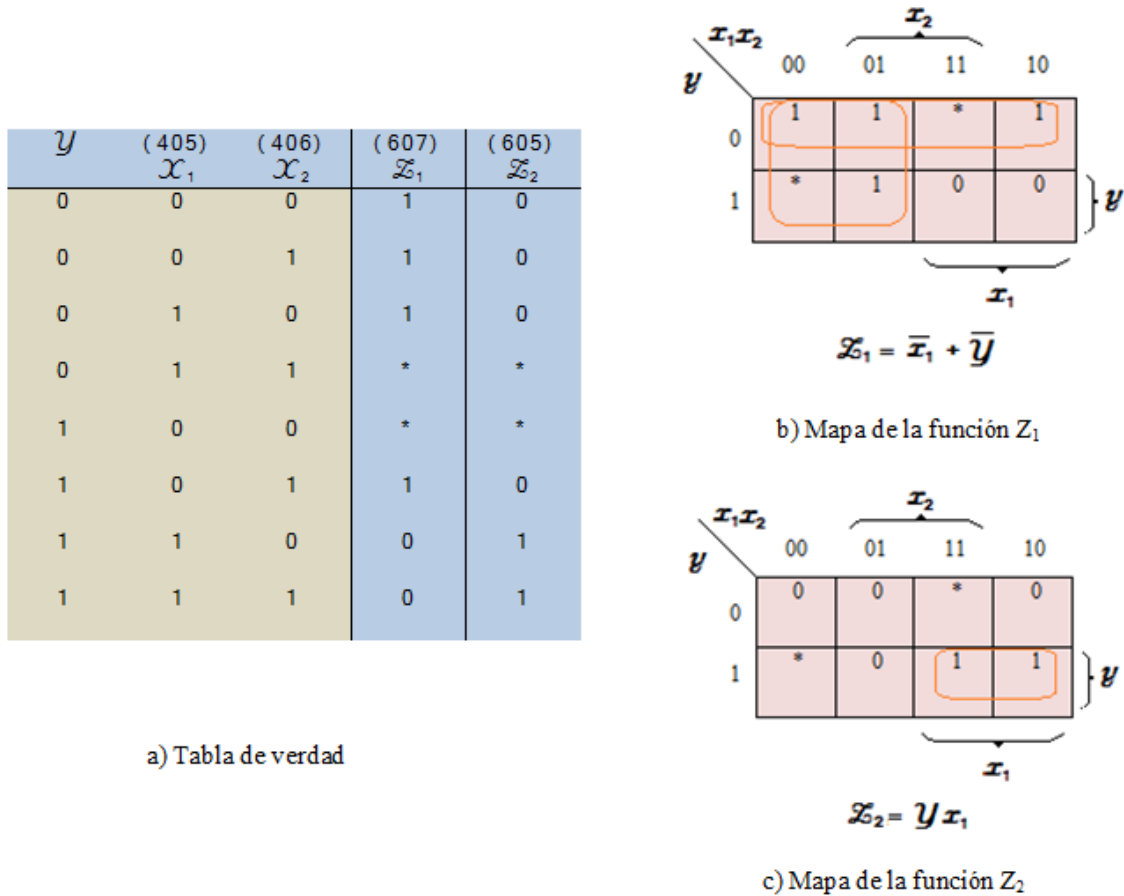 y (405) x₁ (406) x₂ (607) Z₁ (605) Z₂
0 0 0 1 0
0 0 1 1 0
0 1 0 1 0
0 1 1 * *
1 0 0 * *
1 0 1 1 0
1 1 0 0 1
1 1 1 0 1
a) Tabla de verdad
x₂
x₁x₂
y
00 01 11 10
0 1 1 * 1
1 * 1 0 0
y
x₁
Z₁ = x̅₁ + y̅
b) Mapa de la función Z₁
x₂
x₁x₂
y
00 01 11 10
0 0 0 * 0
1 * 0 1 1
y
x₁
Z₂ = y x₁
c) Mapa de la función Z₂